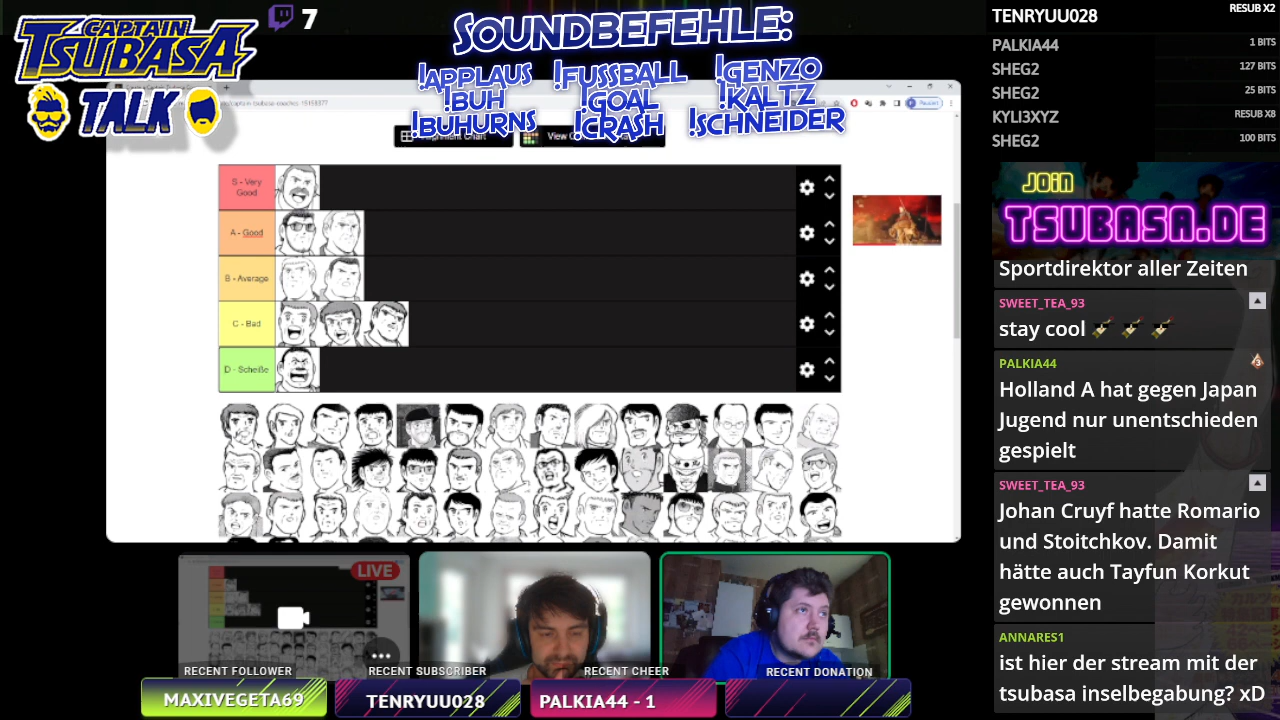 CAPTAIN
TSUBASA
TALK
7
SOUNDBEFEHLE:
!APPLAUS !FUSSBALL !GENZO
!BUH !GOAL !KALTZ
!BUHURNS !CRASH !SCHNEIDER
TENRYUU028 RESUB X2
PALKIA44 1 BITS
SHEG2 127 BITS
SHEG2 25 BITS
KYLI3XYZ RESUB X8
SHEG2 100 BITS
JOIN
TSUBASA.DE
S - Very
Good
A - Good
B - Average
C - Bad
D - Scheiße
Sportdirektor aller Zeiten
SWEET_TEA_93
stay cool
PALKIA44
Holland A hat gegen Japan
Jugend nur unentschieden
gespielt
SWEET_TEA_93
Johan Cruyf hatte Romario
und Stoitchkov. Damit
hätte auch Tayfun Korkut
gewonnen
ANNARES1
ist hier der stream mit der
tsubasa inselbegabung? xD
LIVE
RECENT FOLLOWER RECENT SUBSCRIBER RECENT CHEER RECENT DONATION
MAXIVEGETA69 TENRYUU028 PALKIA44 - 1